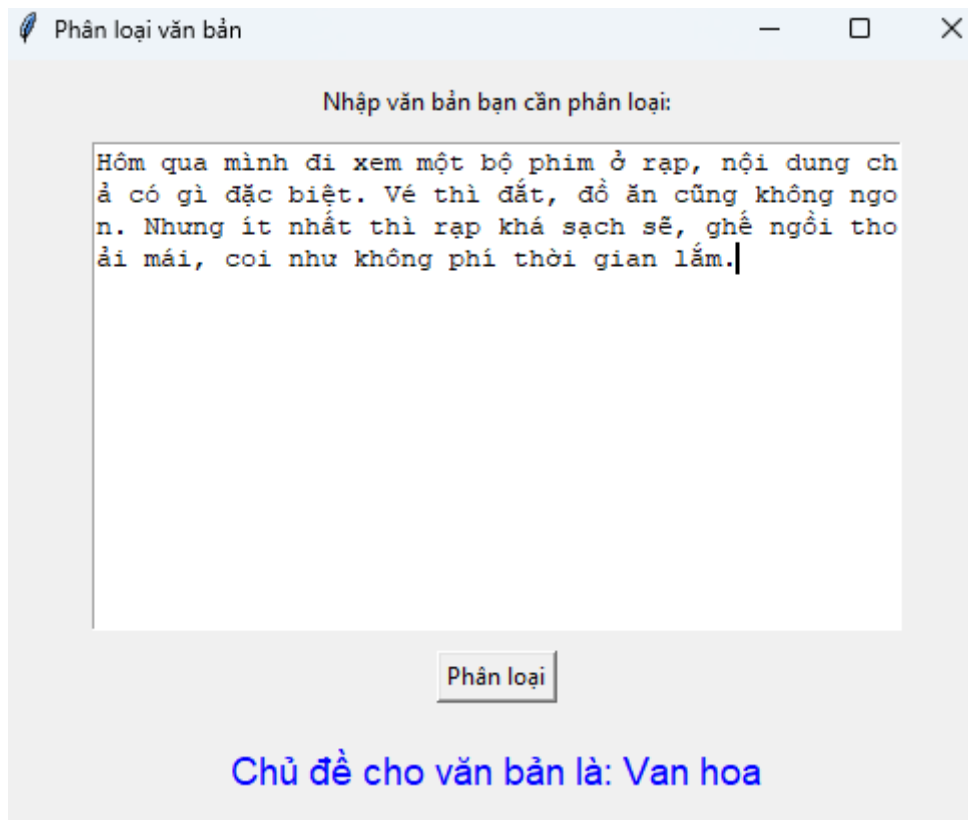 Phân loại văn bản
Nhập văn bản bạn cần phân loại:
Hôm qua mình đi xem một bộ phim ở rạp, nội dung ch
ả có gì đặc biệt. Vé thì đắt, đồ ăn cũng không ngo
n. Nhưng ít nhất thì rạp khá sạch sẽ, ghế ngồi tho
ải mái, coi như không phí thời gian lắm.
Phân loại
Chủ đề cho văn bản là: Van hoa